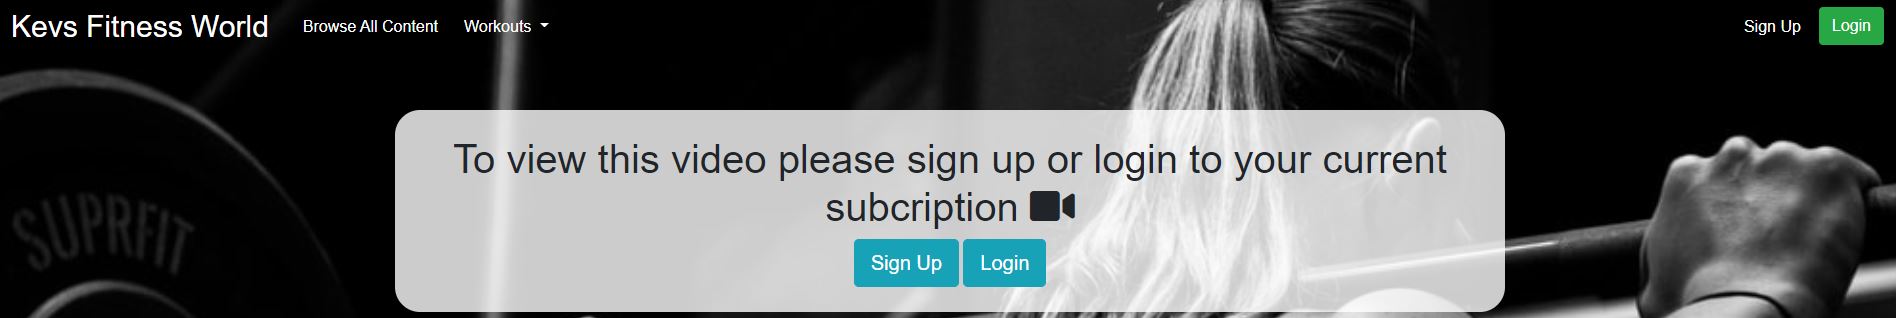 Kevs Fitness World Browse All Content Workouts Sign Up Login
To view this video please sign up or login to your current
subcription
Sign Up Login
SUPRFIT